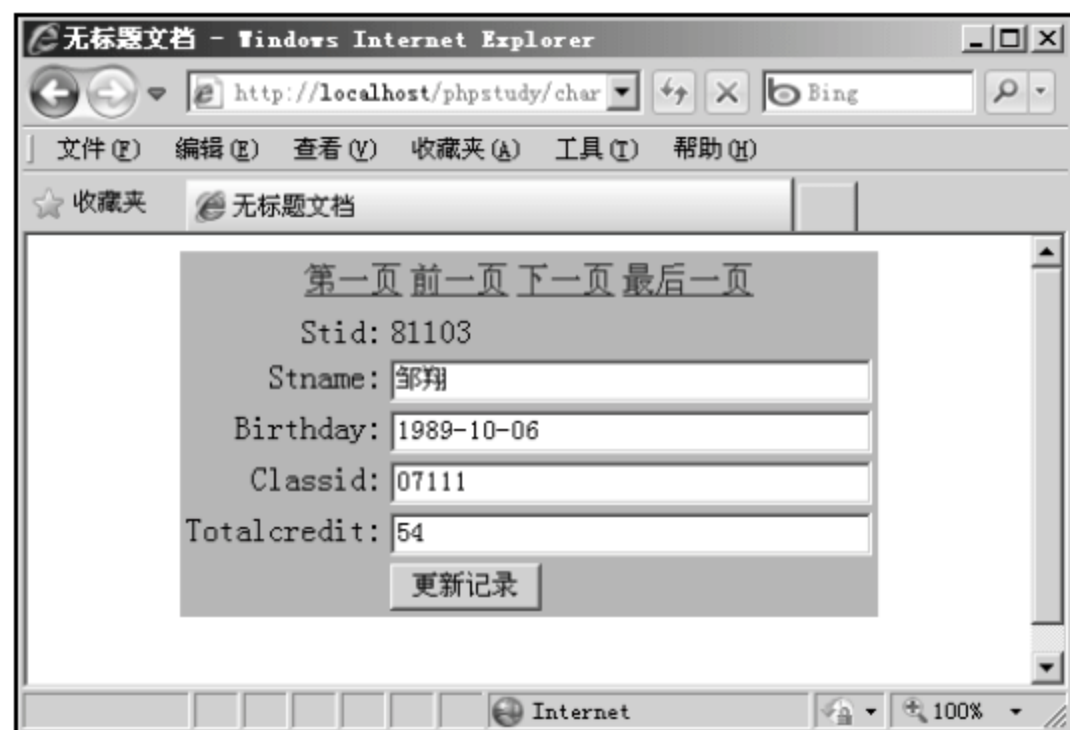 无标题文档 - Windows Internet Explorer
http://localhost/phpstudy/char
Bing
文件(F) 编辑(E) 查看(V) 收藏夹(A) 工具(T) 帮助(H)
收藏夹 无标题文档
第一页 前一页 下一页 最后一页
Stid: 81103
Stname: 邹翔
Birthday: 1989-10-06
Classid: 07111
Totalcredit: 54
更新记录
Internet 100%